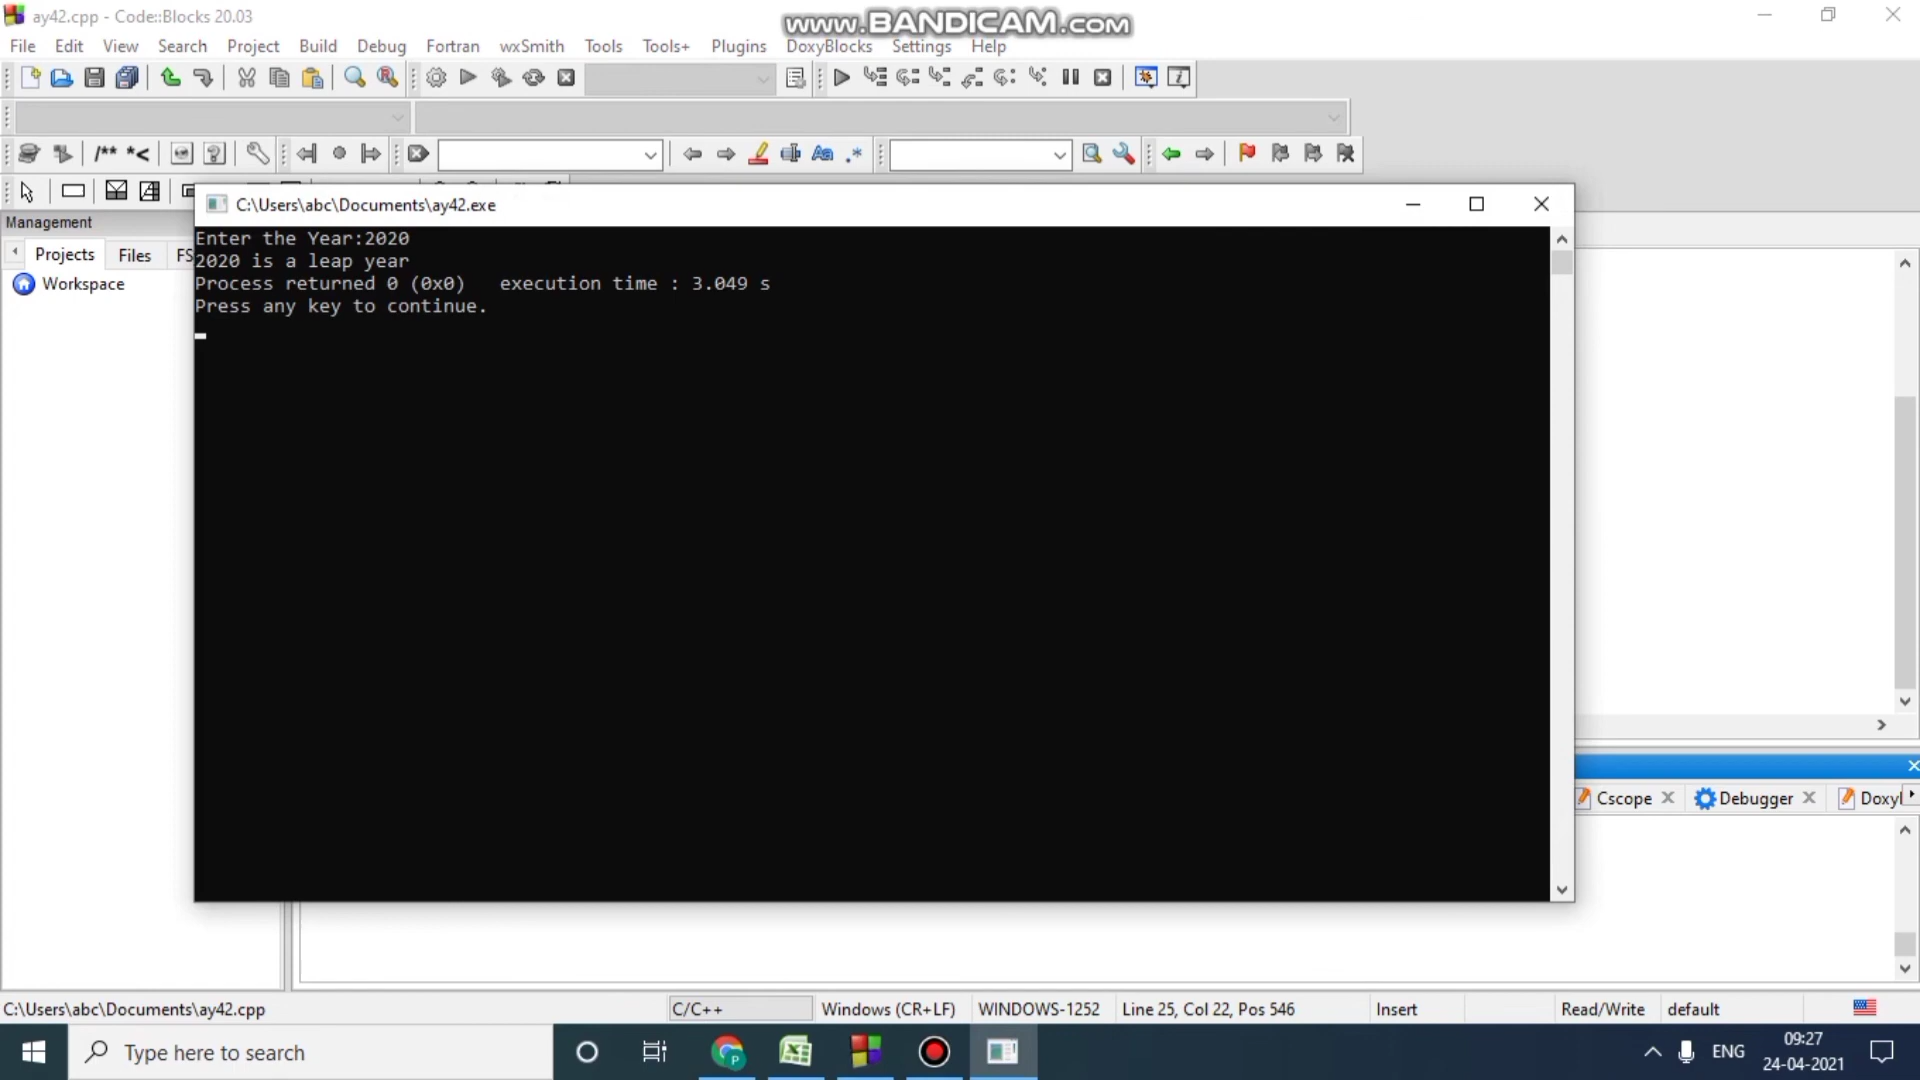 ay42.cpp - Code::Blocks 20.03
www.BANDICAM.com
File Edit View Search Project Build Debug Fortran wxSmith Tools Tools+ Plugins DoxyBlocks Settings Help
/** *<
Management
C:\Users\abc\Documents\ay42.exe
Projects Files FS
Workspace
Enter the Year:2020
2020 is a leap year
Process returned 0 (0x0)   execution time : 3.049 s
Press any key to continue.
Cscope Debugger Doxyl
C:\Users\abc\Documents\ay42.cpp C/C++ Windows (CR+LF) WINDOWS-1252 Line 25, Col 22, Pos 546 Insert Read/Write default
Type here to search
ENG
09:27
24-04-2021